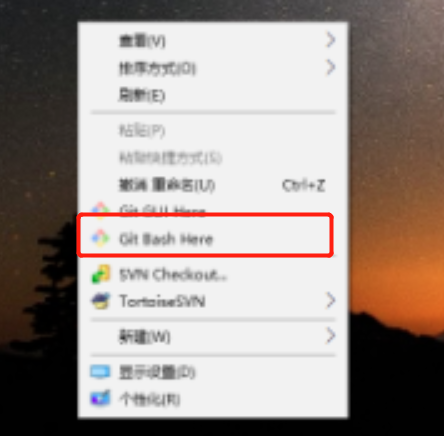 查看(V)
排序方式(O)
刷新(E)
粘贴(P)
粘贴快捷方式(S)
撤消 重命名(U) Ctrl+Z
Git GUI Here
Git Bash Here
SVN Checkout...
TortoiseSVN
新建(W)
显示设置(D)
个性化(R)